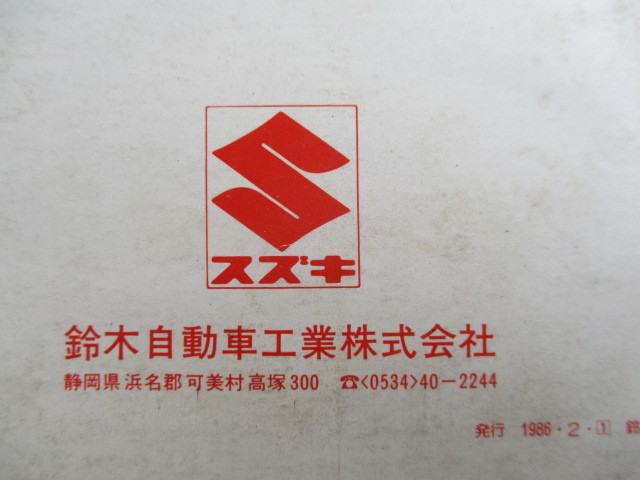 スズキ
鈴木自動車工業株式会社
静岡県浜名郡可美村高塚300 ☎<0534>40-2244
発行 1986・2・1 鈴